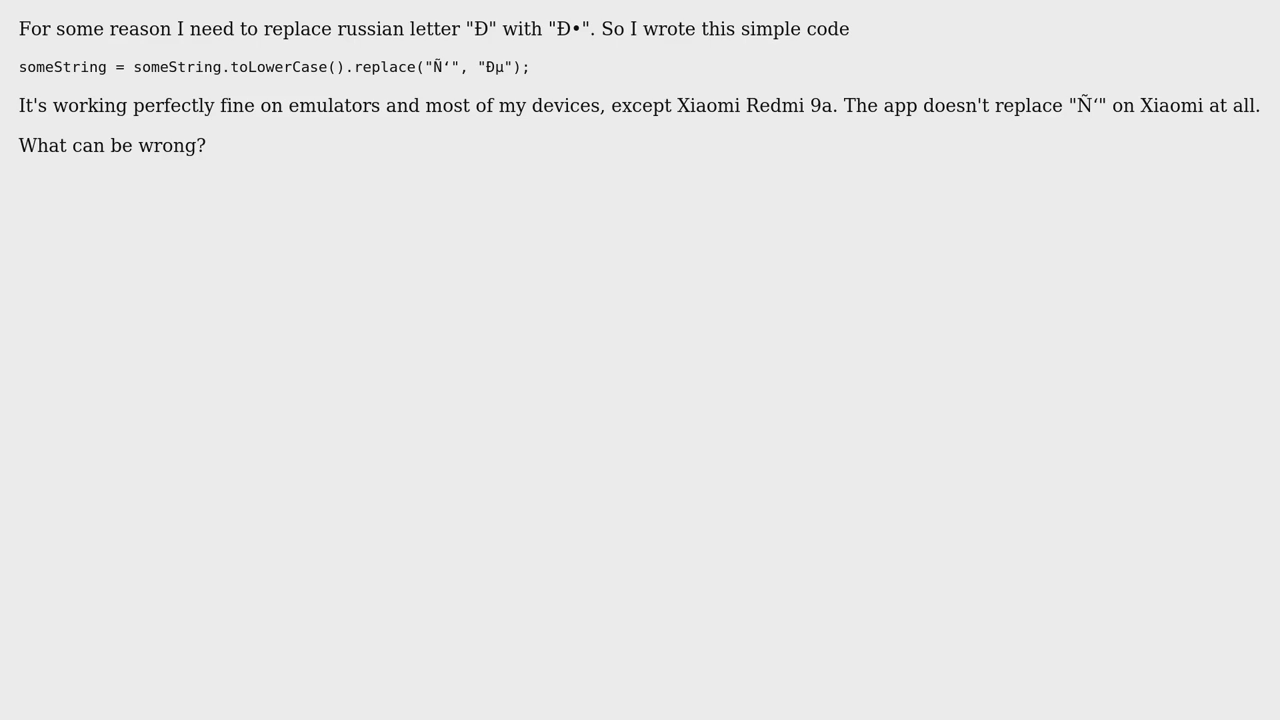 For some reason I need to replace russian letter "Ð" with "Ð•". So I wrote this simple code
someString = someString.toLowerCase().replace("Ñ‘", "Ðµ");
It's working perfectly fine on emulators and most of my devices, except Xiaomi Redmi 9a. The app doesn't replace "Ñ‘" on Xiaomi at all.
What can be wrong?